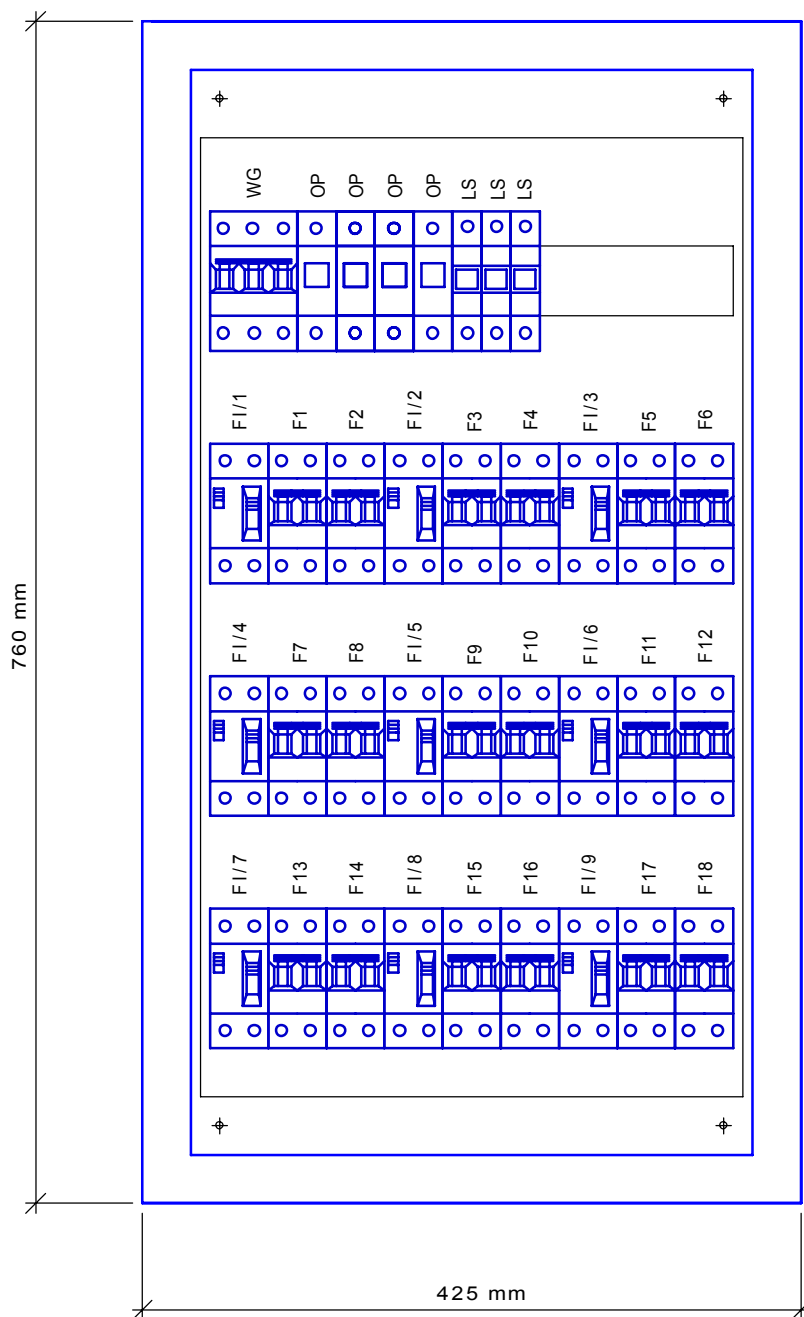 WG OP OP OP OP LS LS LS
FI/1 F1 F2 FI/2 F3 F4 FI/3 F5 F6
FI/4 F7 F8 FI/5 F9 F10 FI/6 F11 F12
FI/7 F13 F14 FI/8 F15 F16 FI/9 F17 F18
760 mm
425 mm